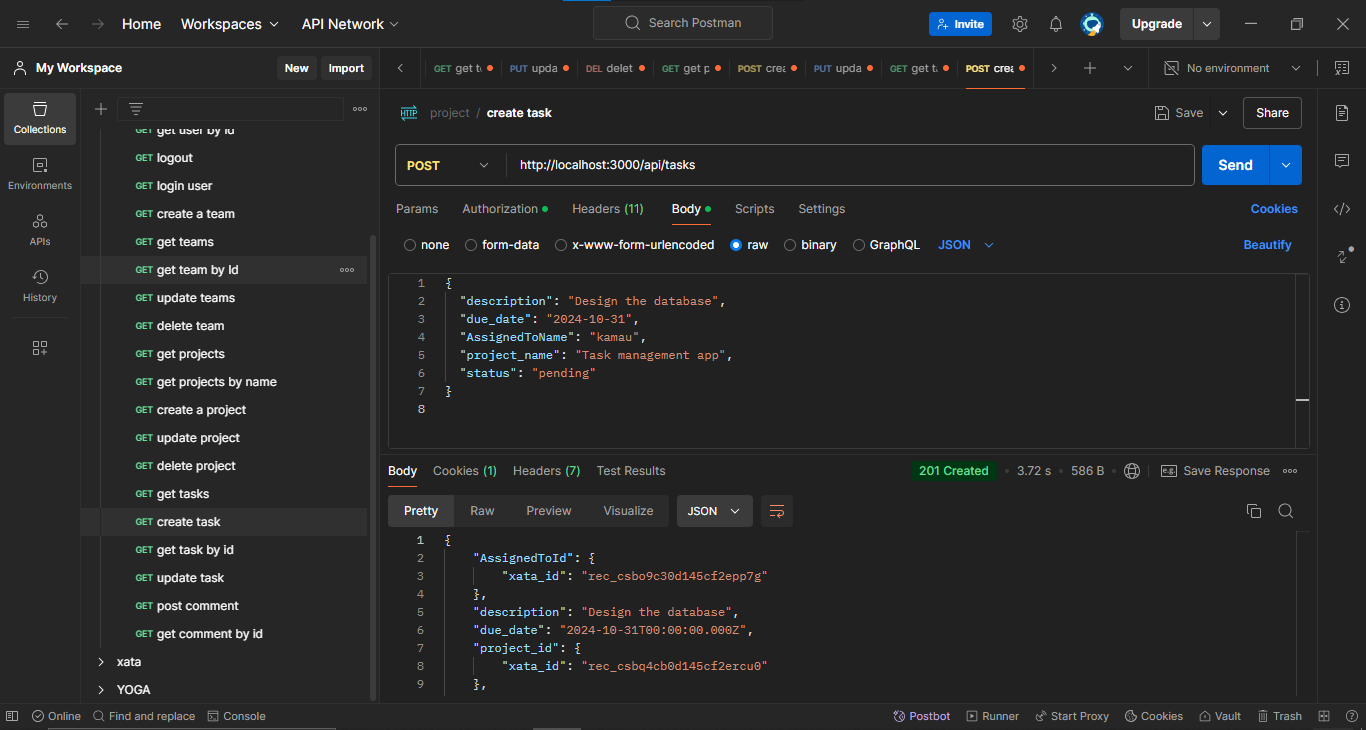 Home Workspaces API Network Search Postman Invite Upgrade
My Workspace New Import GET get t PUT upda DEL delet GET get p POST crea PUT upda GET get t. POST crea No environment
Collections
Environments
APIs
History
GET get user by id
GET logout
GET login user
GET create a team
GET get teams
GET get team by Id
GET update teams
GET delete team
GET get projects
GET get projects by name
GET create a project
GET update project
GET delete project
GET get tasks
GET create task
GET get task by id
GET update task
GET post comment
GET get comment by id
xata
YOGA
HTTP project / create task Save Share
POST http://localhost:3000/api/tasks Send
Params Authorization Headers (11) Body Scripts Settings Cookies
none form-data x-www-form-urlencoded raw binary GraphQL JSON Beautify
1 {
2 "description": "Design the database",
3 "due_date": "2024-10-31",
4 "AssignedToName": "kamau",
5 "project_name": "Task management app",
6 "status": "pending"
7 }
8
Body Cookies (1) Headers (7) Test Results 201 Created 3.72 s 586 B e.g. Save Response
Pretty Raw Preview Visualize JSON
1 {
2 "AssignedToId": {
3 "xata_id": "rec_csbo9c30d145cf2epp7g"
4 },
5 "description": "Design the database",
6 "due_date": "2024-10-31T00:00:00.000Z",
7 "project_id": {
8 "xata_id": "rec_csbq4cb0d145cf2ercu0"
9 },
Online Find and replace Console Postbot Runner Start Proxy Cookies Vault Trash